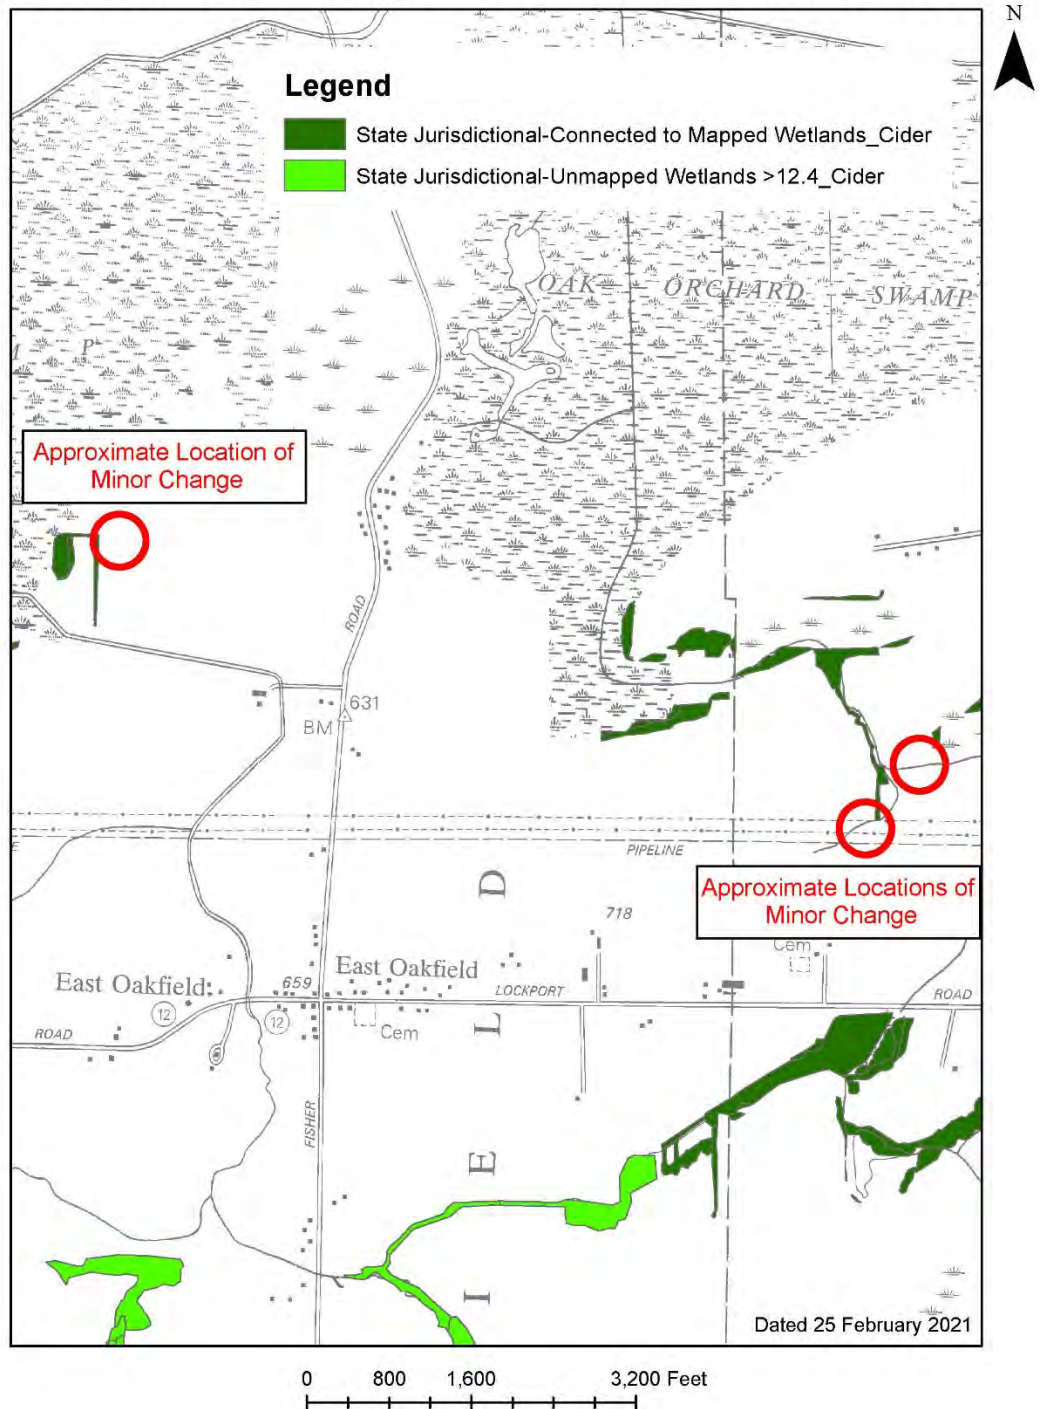 N
Legend
State Jurisdictional-Connected to Mapped Wetlands_Cider
State Jurisdictional-Unmapped Wetlands >12.4_Cider
OAK ORCHARD SWAMP
P
Approximate Location of
Minor Change
ROAD
631
BM
PIPELINE
Approximate Locations of
Minor Change
D
718
Cem
East Oakfield
East Oakfield
659
LOCKPORT
ROAD
12
12
ROAD
Cem
L
FISHER
E
I
Dated 25 February 2021
0 800 1,600 3,200 Feet